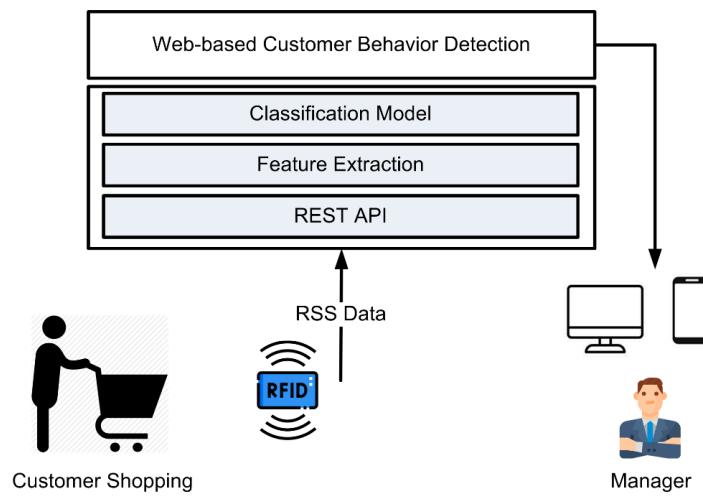 Web-based Customer Behavior Detection
Classification Model
Feature Extraction
REST API
RSS Data
RFID
Customer Shopping
Manager